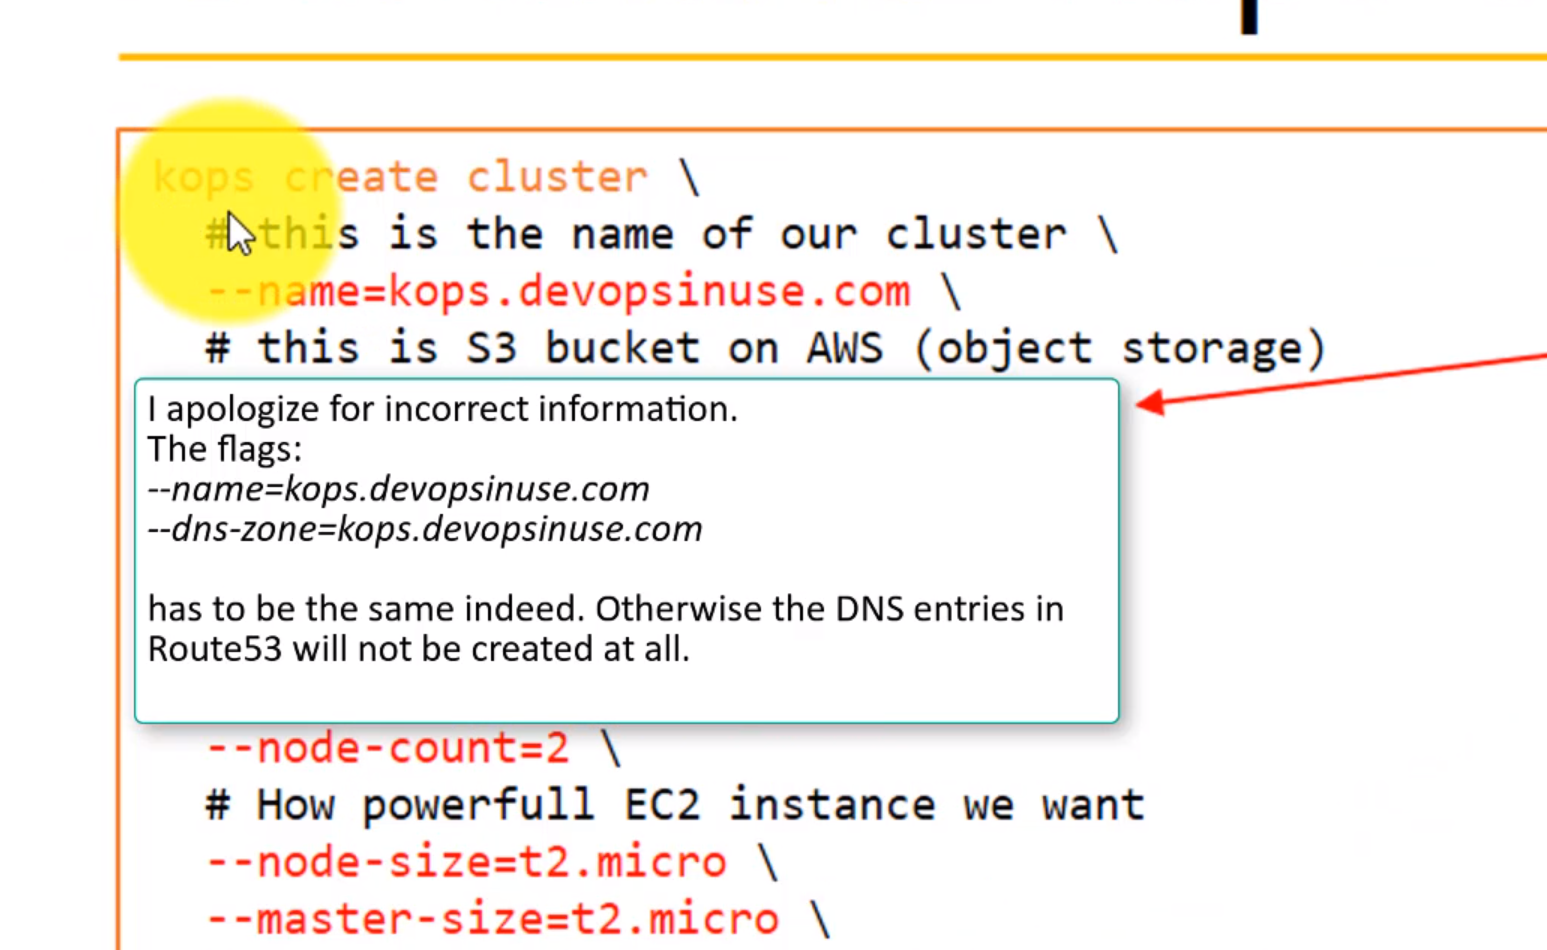 kops create cluster \
# this is the name of our cluster \
--name=kops.devopsinuse.com \
# this is S3 bucket on AWS (object storage)
I apologize for incorrect information.
The flags:
--name=kops.devopsinuse.com
--dns-zone=kops.devopsinuse.com
has to be the same indeed. Otherwise the DNS entries in
Route53 will not be created at all.
--node-count=2 \
# How powerfull EC2 instance we want
--node-size=t2.micro \
--master-size=t2.micro \